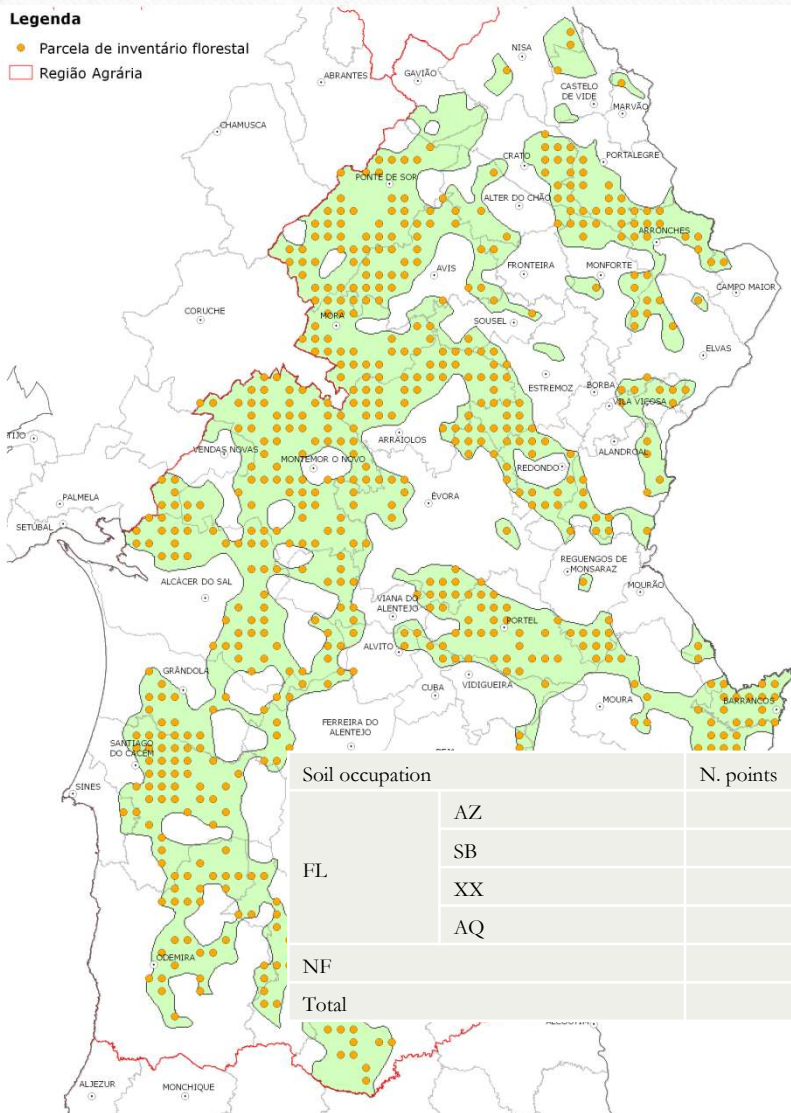 Legenda
Parcela de inventário florestal
Região Agrária
NISA
ABRANTES
GAVIÃO
CASTELO
DE VIDE
MARVÃO
CHAMUSCA
CRATO
PORTALEGRE
PONTE DE SOR
ALTER DO CHÃO
ARRONCHES
AVIS
FRONTEIRA
MONFORTE
CAMPO MAIOR
CORUCHE
MORA
SOUSEL
ELVAS
ESTREMOZ
BORBA
VILA VIÇOSA
ARRAIOLOS
VENDAS NOVAS
MONTEMOR O NOVO
REDONDO
ALANDROAL
PALMELA
ÉVORA
SETÚBAL
REGUENGOS DE
MONSARAZ
ALCÁCER DO SAL
MOURÃO
VIANA DO
ALENTEJO
PORTEL
ALVITO
GRÂNDOLA
CUBA
VIDIGUEIRA
MOURA
BARRANCOS
FERREIRA DO
ALENTEJO
SANTIAGO
DO CACÉM
SINES
Soil occupation N. points
FL
AZ
SB
XX
AQ
NF
Total
ODEMIRA
ALJEZUR
MONCHIQUE